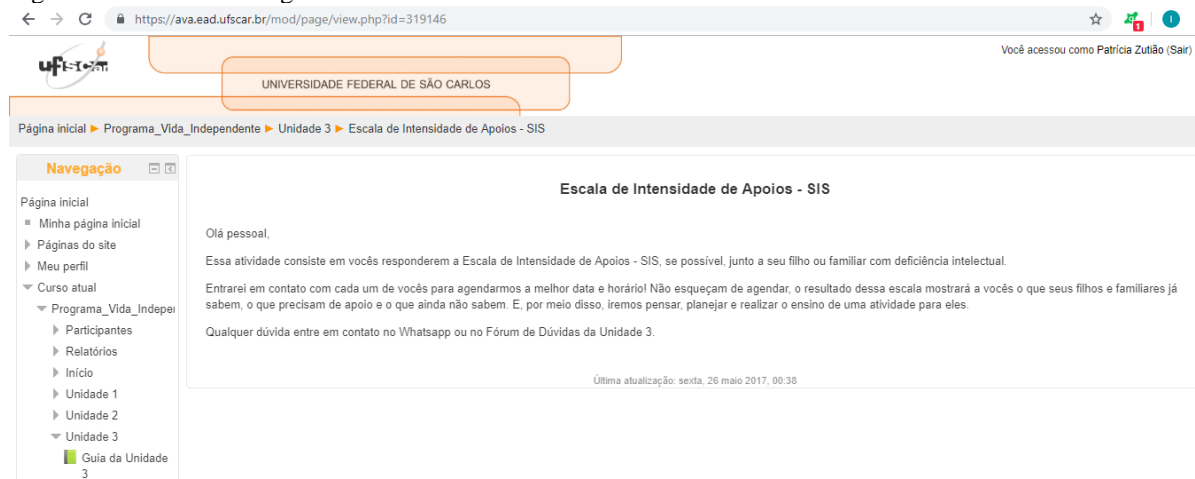 https://ava.ead.ufscar.br/mod/page/view.php?id=319146
1
I
ufscar
Você acessou como Patrícia Zutião (Sair)
UNIVERSIDADE FEDERAL DE SÃO CARLOS
Página inicial ► Programa_Vida_Independente ► Unidade 3 ► Escala de Intensidade de Apoios - SIS
Navegação
Página inicial
Minha página inicial
Páginas do site
Meu perfil
Curso atual
Programa_Vida_Indeper
Participantes
Relatórios
Início
Unidade 1
Unidade 2
Unidade 3
Guia da Unidade
3
Escala de Intensidade de Apoios - SIS
Olá pessoal,
Essa atividade consiste em vocês responderem a Escala de Intensidade de Apoios - SIS, se possível, junto a seu filho ou familiar com deficiência intelectual.
Entrarei em contato com cada um de vocês para agendarmos a melhor data e horário! Não esqueçam de agendar, o resultado dessa escala mostrará a vocês o que seus filhos e familiares já
sabem, o que precisam de apoio e o que ainda não sabem. E, por meio disso, iremos pensar, planejar e realizar o ensino de uma atividade para eles.
Qualquer dúvida entre em contato no Whatsapp ou no Fórum de Dúvidas da Unidade 3.
Última atualização: sexta, 26 maio 2017, 00:38